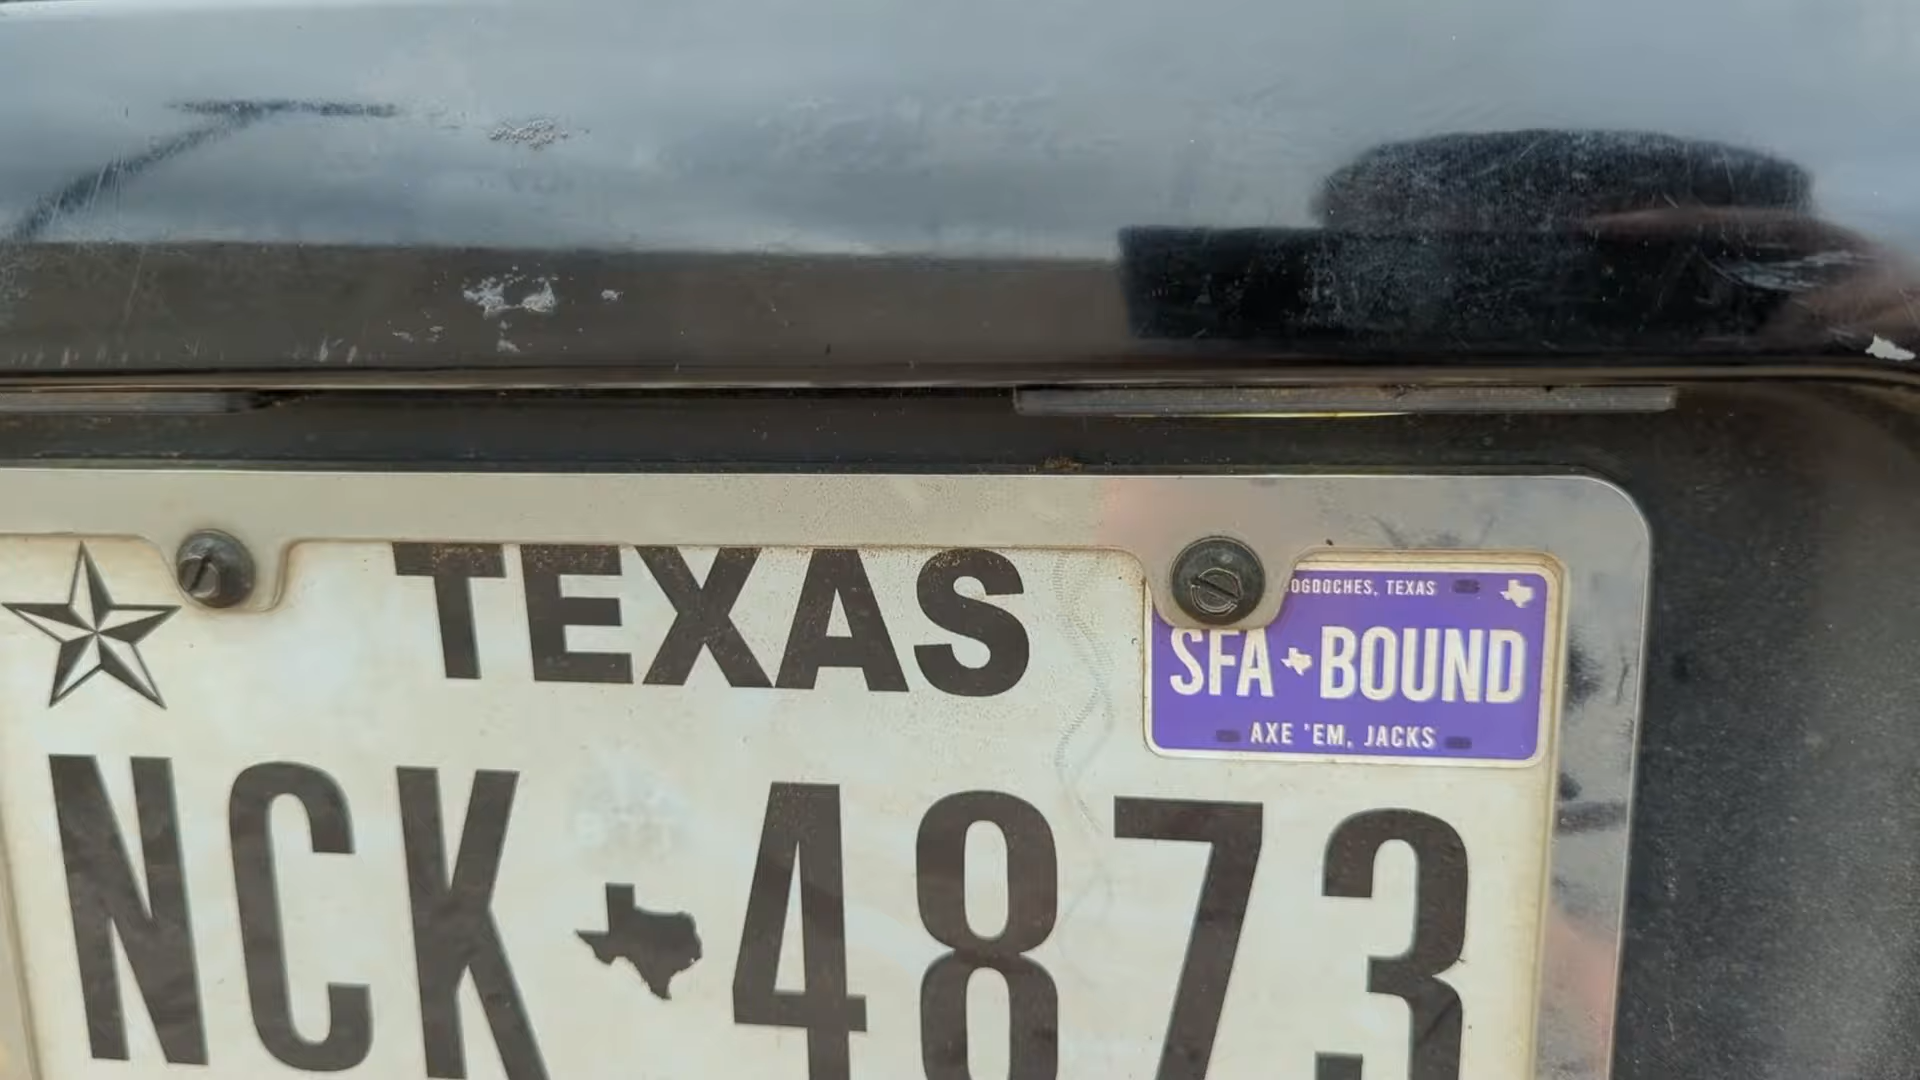 TEXAS
OGDOCHES, TEXAS
SFA BOUND
AXE 'EM, JACKS
NCK 4873